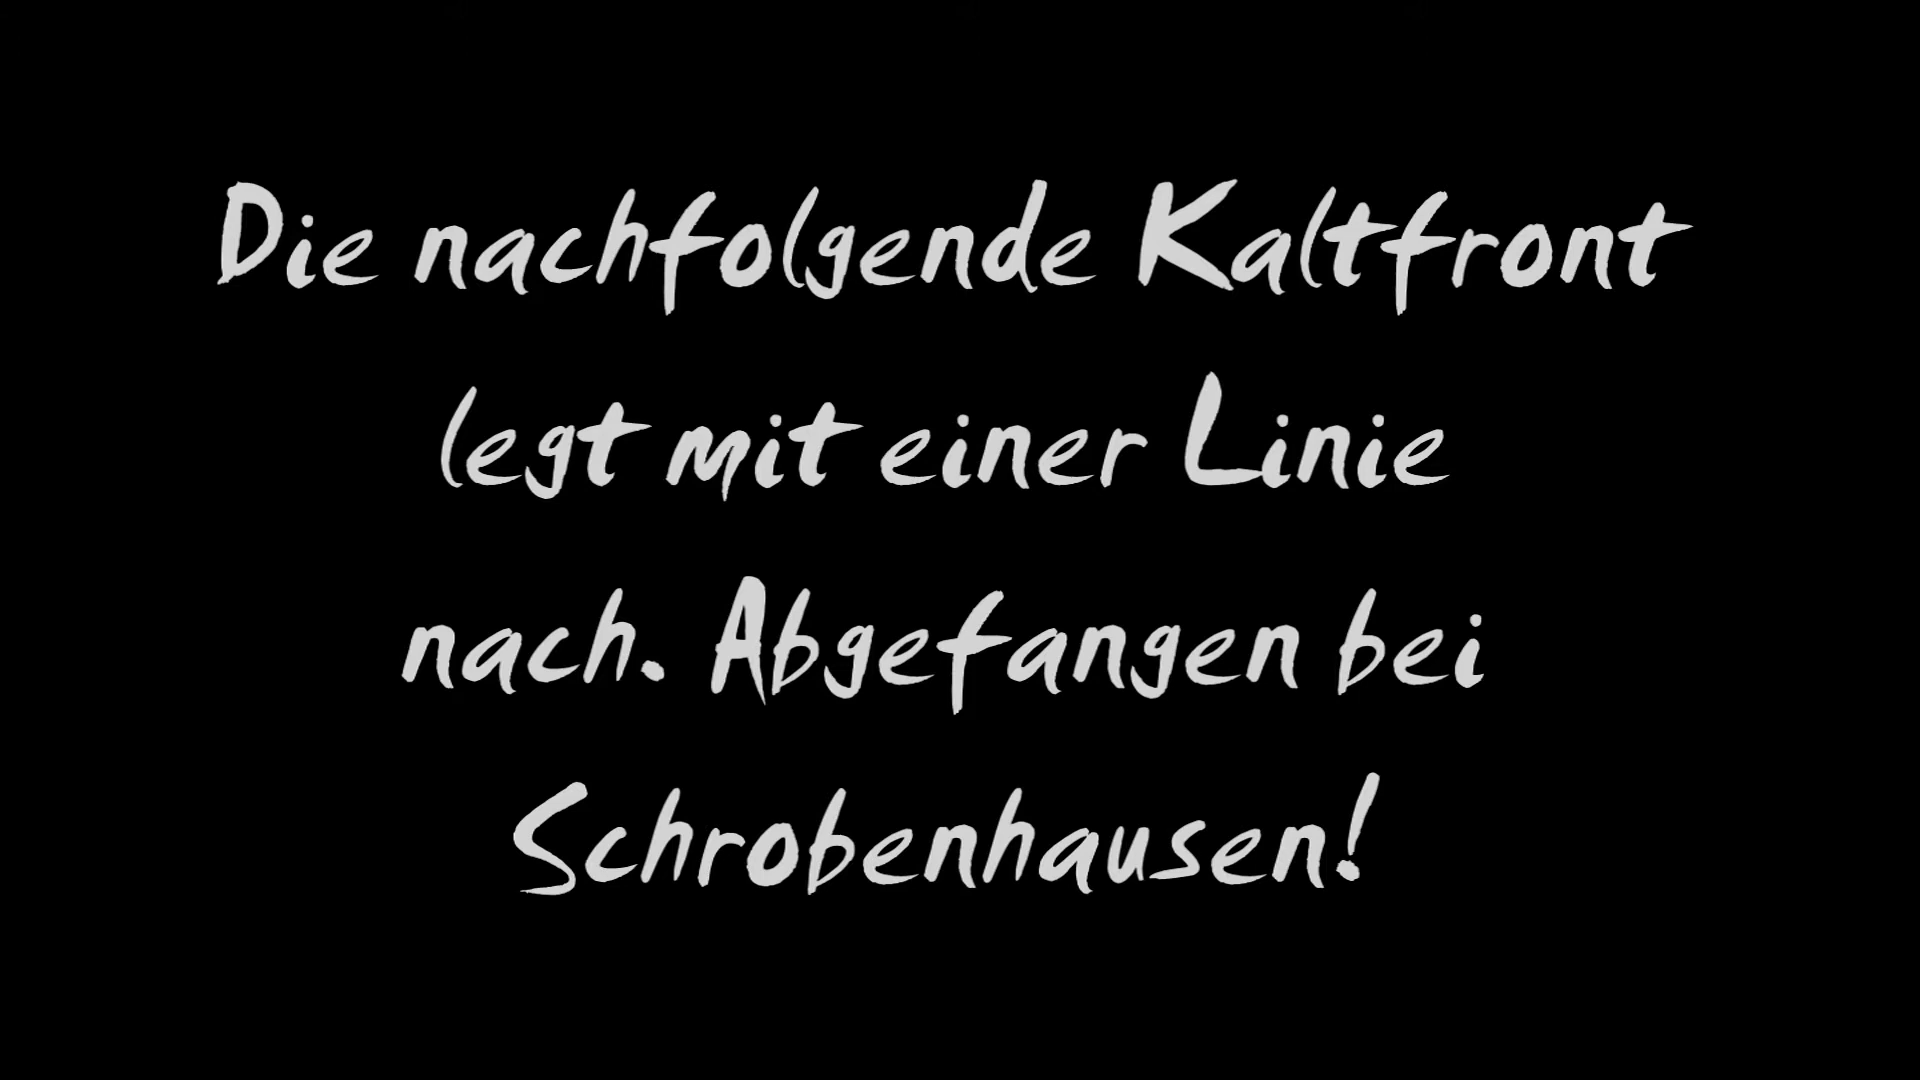 Die nachfolgende Kaltfront
legt mit einer Linie
nach. Abgefangen bei
Schrobenhausen!